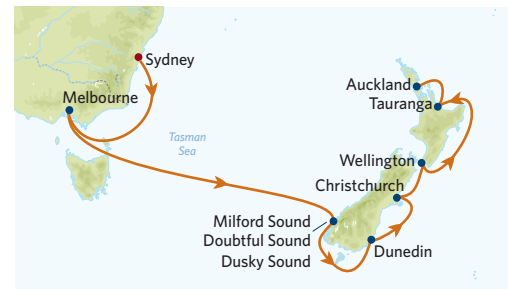 Sydney
Auckland
Melbourne
Tauranga
Tasman
Sea
Wellington
Christchurch
Milford Sound
Doubtful Sound
Dunedin
Dusky Sound